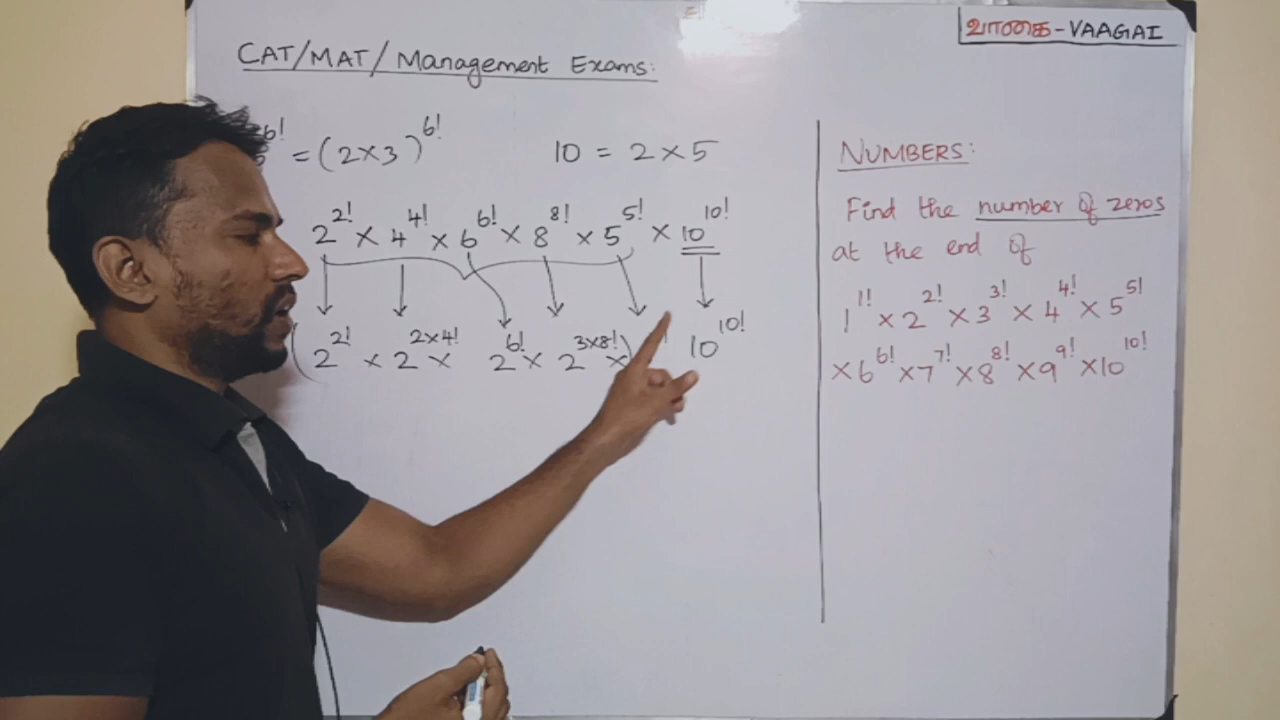 வாகை-VAAGAI
CAT/MAT/Management Exams:
6! = (2×3)^6!
10 = 2×5
2^2! × 4^4! × 6^6! × 8^8! × 5^5! × 10^10!
(2^2! × 2^2×4! × 2^6! × 2^3×8! ×) 10^10!
NUMBERS:
Find the number of zeros
at the end of
1^1! × 2^2! × 3^3! × 4^4! × 5^5!
×6^6! ×7^7! ×8^8! ×9^9! ×10^10!